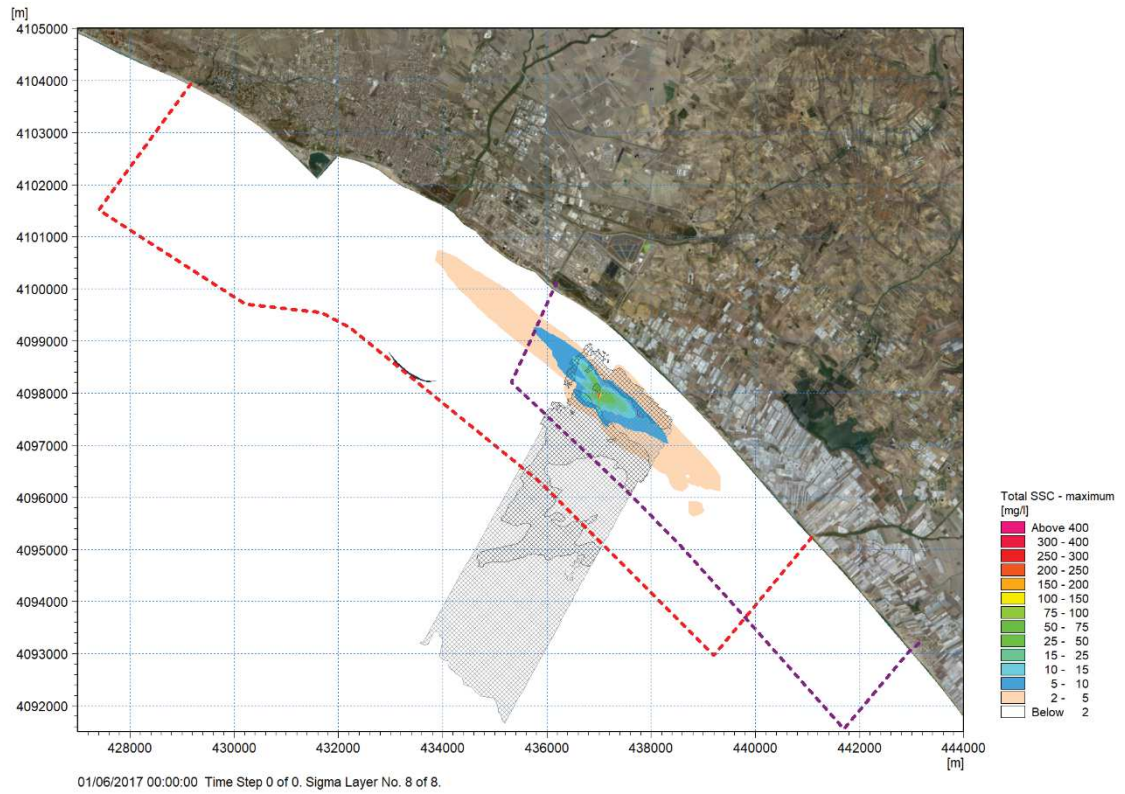 [m]
4105000
4104000
4103000
4102000
4101000
4100000
4099000
4098000
4097000
4096000
4095000
4094000
4093000
4092000
428000 430000 432000 434000 436000 438000 440000 442000 444000
[m]
Total SSC - maximum
[mg/l]
Above 400
300 - 400
250 - 300
200 - 250
150 - 200
100 - 150
75 - 100
50 - 75
25 - 50
15 - 25
10 - 15
5 - 10
2 - 5
Below 2
01/06/2017 00:00:00 Time Step 0 of 0. Sigma Layer No. 8 of 8.